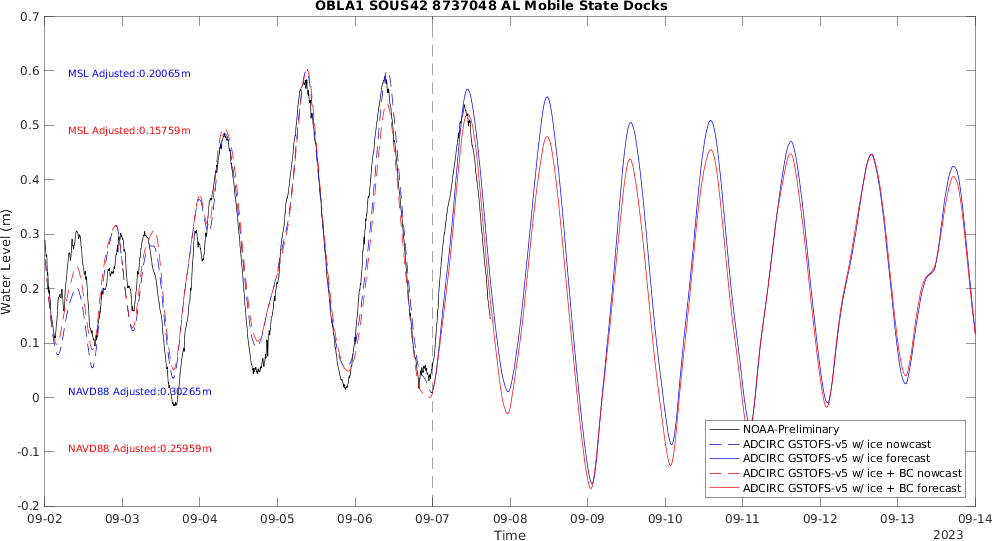 OBLA1 SOUS42 8737048 AL Mobile State Docks
Water Level (m)
0.7
0.6
0.5
0.4
0.3
0.2
0.1
0
-0.1
-0.2
MSL Adjusted:0.20065m
MSL Adjusted:0.15759m
NAVD88 Adjusted:0.30265m
NAVD88 Adjusted:0.25959m
NOAA-Preliminary
ADCIRC GSTOFS-v5 w/ ice nowcast
ADCIRC GSTOFS-v5 w/ ice forecast
ADCIRC GSTOFS-v5 w/ ice + BC nowcast
ADCIRC GSTOFS-v5 w/ ice + BC forecast
09-02 09-03 09-04 09-05 09-06 09-07 09-08 09-09 09-10 09-11 09-12 09-13 09-14
Time
2023